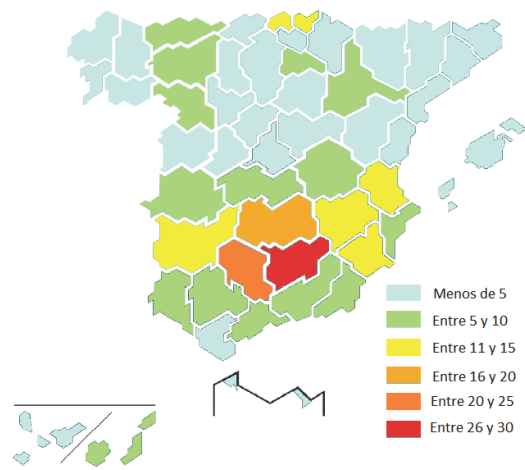 Menos de 5
Entre 5 y 10
Entre 11 y 15
Entre 16 y 20
Entre 20 y 25
Entre 26 y 30